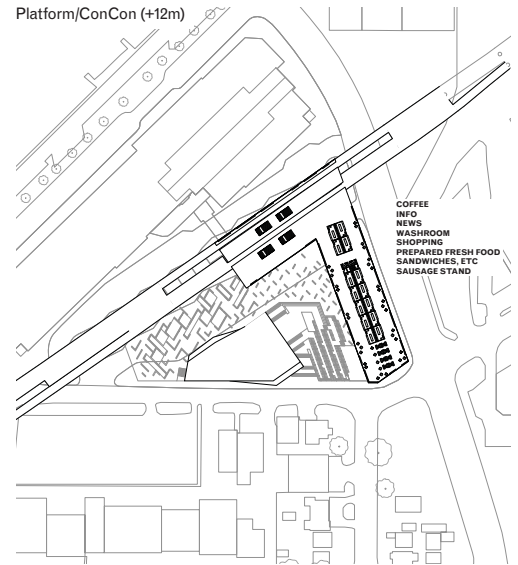 Platform/ConCon (+12m)
COFFEE
INFO
NEWS
WASHROOM
SHOPPING
PREPARED FRESH FOOD
SANDWICHES, ETC
SAUSAGE STAND